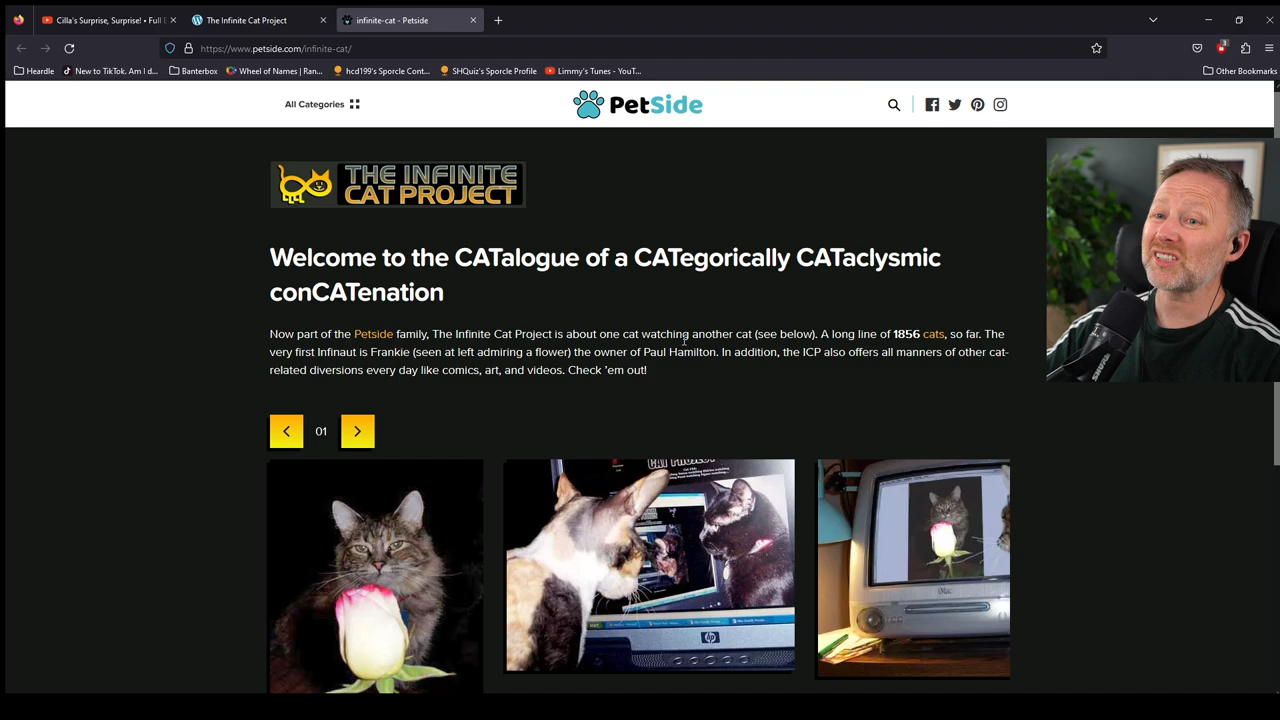 Cilla's Surprise, Surprise! • Full E
The Infinite Cat Project
infinite-cat - Petside
https://www.petside.com/infinite-cat/
Heardle
New to TikTok, Am I d...
Banterbox
Wheel of Names | Ran...
hcd199's Sporcle Cont...
SHQuiz's Sporcle Profile
Limmy's Tunes - YouT...
Other Bookmarks
3
All Categories
PetSide
THE INFINITE
CAT PROJECT
Welcome to the CATalogue of a CATegorically CATaclysmic
conCATenation
Now part of the Petside family, The Infinite Cat Project is about one cat watching another cat (see below). A long line of 1856 cats, so far. The
very first Infinaut is Frankie (seen at left admiring a flower) the owner of Paul Hamilton. In addition, the ICP also offers all manners of other cat-
related diversions every day like comics, art, and videos. Check 'em out!
01
CAT PROJECT
hp
iMac